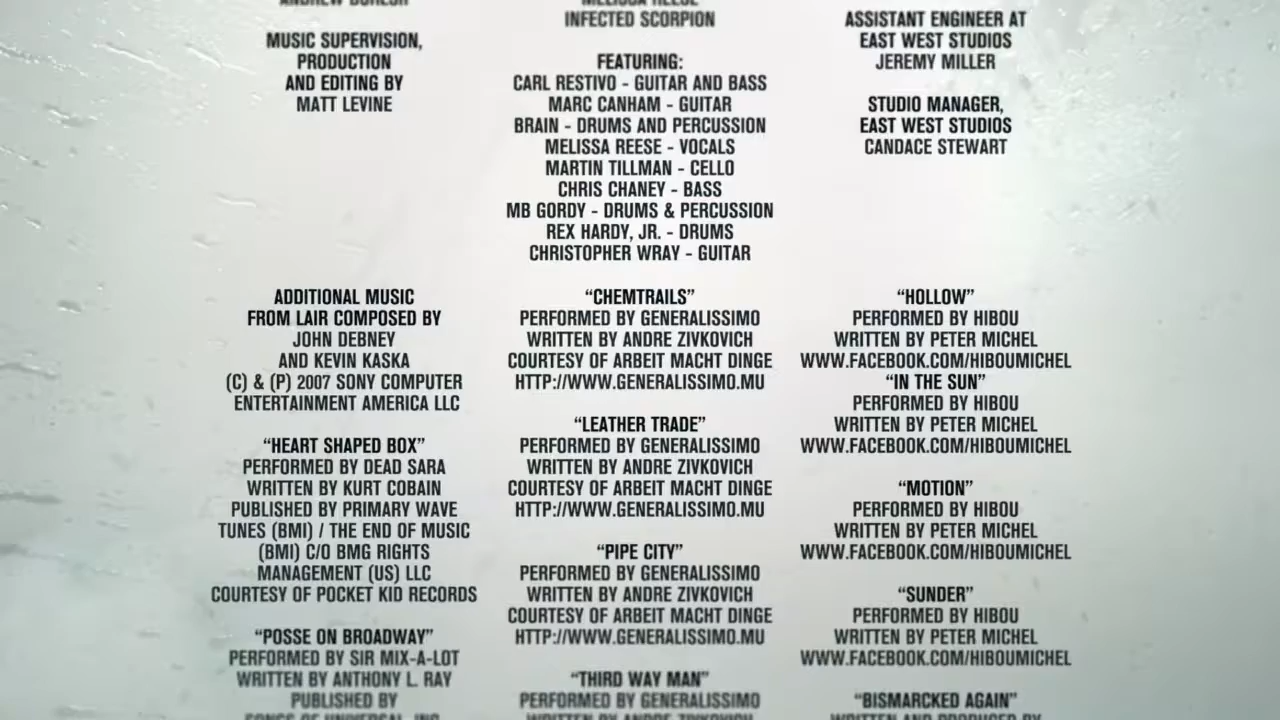 INFECTED SCORPION
ASSISTANT ENGINEER AT
EAST WEST STUDIOS
JEREMY MILLER
MUSIC SUPERVISION,
PRODUCTION
AND EDITING BY
MATT LEVINE
FEATURING:
CARL RESTIVO - GUITAR AND BASS
MARC CANHAM - GUITAR
BRAIN - DRUMS AND PERCUSSION
MELISSA REESE - VOCALS
MARTIN TILLMAN - CELLO
CHRIS CHANEY - BASS
MB GORDY - DRUMS & PERCUSSION
REX HARDY, JR. - DRUMS
CHRISTOPHER WRAY - GUITAR
STUDIO MANAGER,
EAST WEST STUDIOS
CANDACE STEWART
ADDITIONAL MUSIC
FROM LAIR COMPOSED BY
JOHN DEBNEY
AND KEVIN KASKA
(C) & (P) 2007 SONY COMPUTER
ENTERTAINMENT AMERICA LLC
“HEART SHAPED BOX”
PERFORMED BY DEAD SARA
WRITTEN BY KURT COBAIN
PUBLISHED BY PRIMARY WAVE
TUNES (BMI) / THE END OF MUSIC
(BMI) C/O BMG RIGHTS
MANAGEMENT (US) LLC
COURTESY OF POCKET KID RECORDS
“POSSE ON BROADWAY”
PERFORMED BY SIR MIX-A-LOT
WRITTEN BY ANTHONY L. RAY
PUBLISHED BY
SONGS OF UNIVERSAL, INC.
“CHEMTRAILS”
PERFORMED BY GENERALISSIMO
WRITTEN BY ANDRE ZIVKOVICH
COURTESY OF ARBEIT MACHT DINGE
HTTP://WWW.GENERALISSIMO.MU
“LEATHER TRADE”
PERFORMED BY GENERALISSIMO
WRITTEN BY ANDRE ZIVKOVICH
COURTESY OF ARBEIT MACHT DINGE
HTTP://WWW.GENERALISSIMO.MU
“PIPE CITY”
PERFORMED BY GENERALISSIMO
WRITTEN BY ANDRE ZIVKOVICH
COURTESY OF ARBEIT MACHT DINGE
HTTP://WWW.GENERALISSIMO.MU
“THIRD WAY MAN”
PERFORMED BY GENERALISSIMO
WRITTEN BY ANDRE ZIVKOVICH
“HOLLOW”
PERFORMED BY HIBOU
WRITTEN BY PETER MICHEL
WWW.FACEBOOK.COM/HIBOUMICHEL
“IN THE SUN”
PERFORMED BY HIBOU
WRITTEN BY PETER MICHEL
WWW.FACEBOOK.COM/HIBOUMICHEL
“MOTION”
PERFORMED BY HIBOU
WRITTEN BY PETER MICHEL
WWW.FACEBOOK.COM/HIBOUMICHEL
“SUNDER”
PERFORMED BY HIBOU
WRITTEN BY PETER MICHEL
WWW.FACEBOOK.COM/HIBOUMICHEL
“BISMARCKED AGAIN”
WRITTEN AND PRODUCED BY